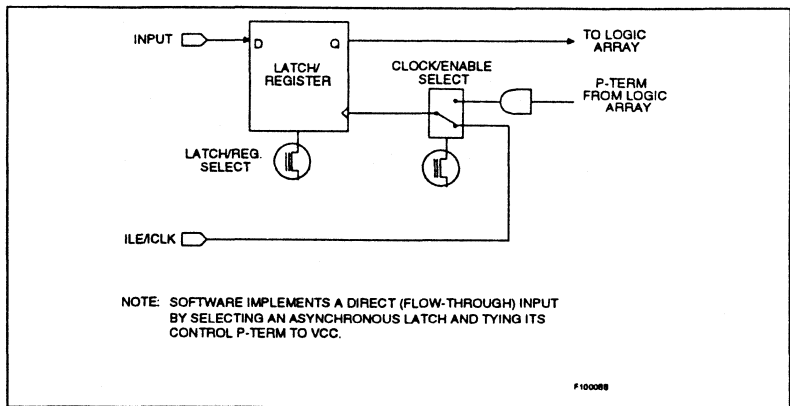 INPUT
D
Q
LATCH/
REGISTER
TO LOGIC
ARRAY
CLOCK/ENABLE
SELECT
P-TERM
FROM LOGIC
ARRAY
LATCH/REG.
SELECT
ILE/ICLK
NOTE: SOFTWARE IMPLEMENTS A DIRECT (FLOW-THROUGH) INPUT
BY SELECTING AN ASYNCHRONOUS LATCH AND TYING ITS
CONTROL P-TERM TO VCC.